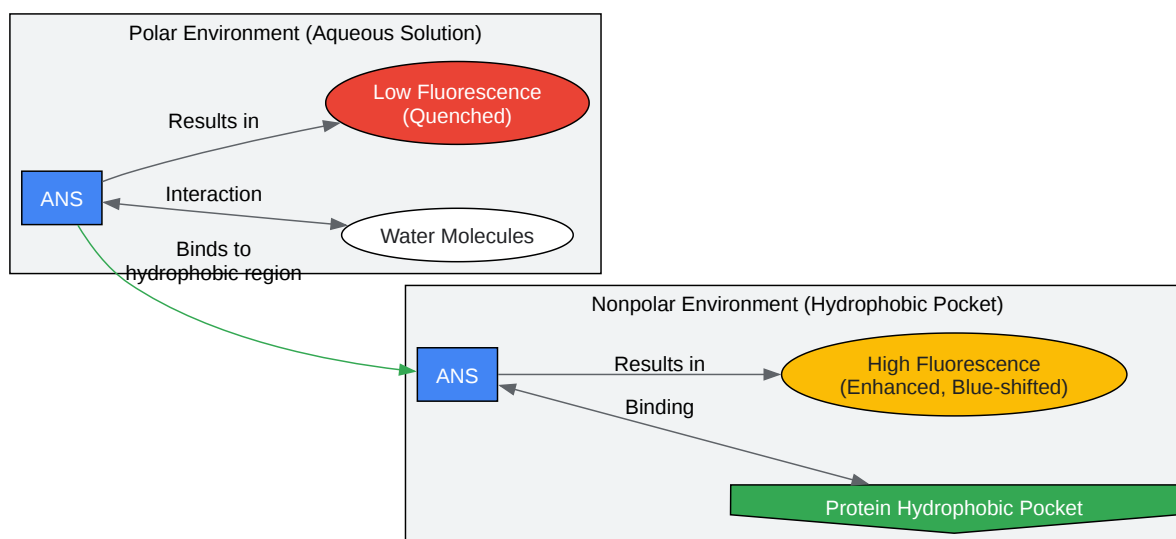 Polar Environment (Aqueous Solution)
Low Fluorescence
(Quenched)
Results in
ANS
Interaction
Water Molecules
Binds to
hydrophobic region
Nonpolar Environment (Hydrophobic Pocket)
High Fluorescence
(Enhanced, Blue-shifted)
Results in
ANS
Binding
Protein Hydrophobic Pocket